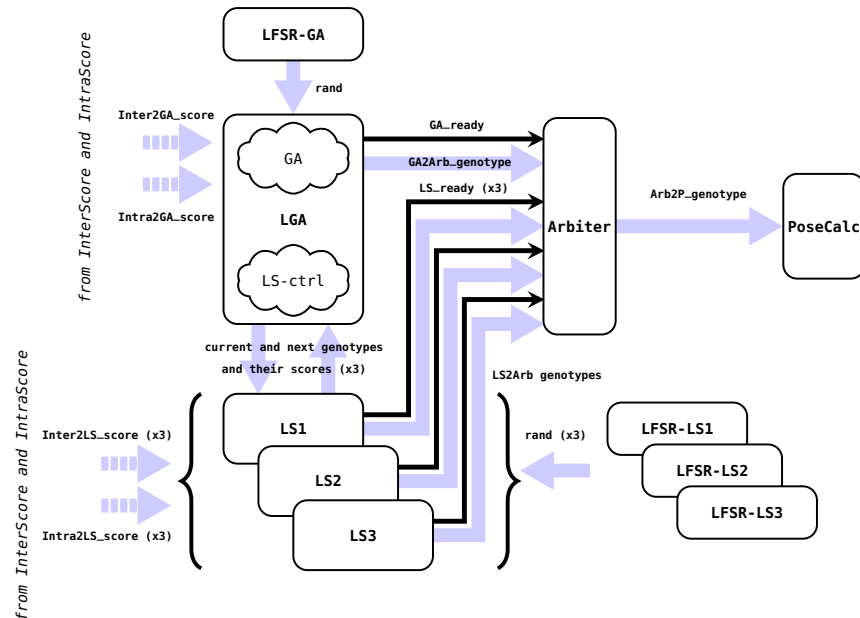 LFSR-GA
rand
from InterScore and IntraScore
Inter2GA_score
Intra2GA_score
GA
LGA
LS-ctrl
GA_ready
GA2Arb_genotype
LS_ready (x3)
Arbiter
Arb2P_genotype
PoseCalc
current and next genotypes
and their scores (x3)
LS2Arb genotypes
from InterScore and IntraScore
Inter2LS_score (x3)
Intra2LS_score (x3)
LS1
LS2
LS3
rand (x3)
LFSR-LS1
LFSR-LS2
LFSR-LS3